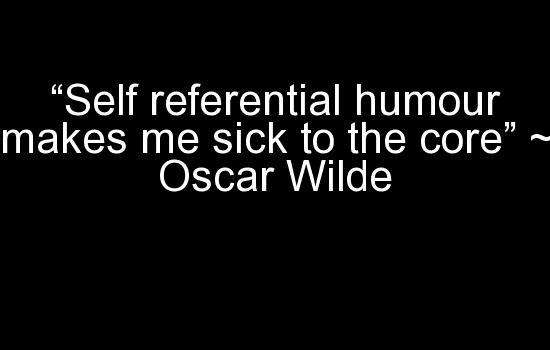 “Self referential humour
makes me sick to the core” ~
Oscar Wilde